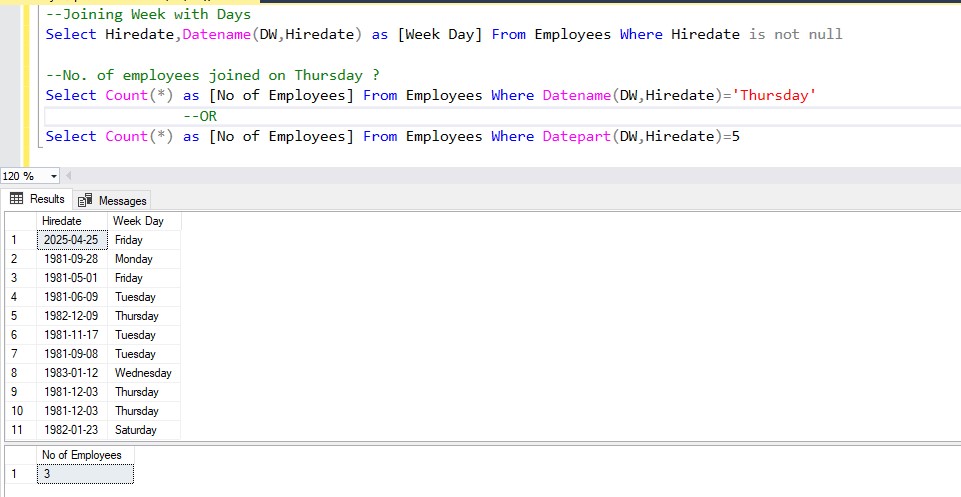 --Joining Week with Days
Select Hiredate,Datename(DW,Hiredate) as [Week Day] From Employees Where Hiredate is not null
--No. of employees joined on Thursday ?
Select Count(*) as [No of Employees] From Employees Where Datename(DW,Hiredate)='Thursday'
--OR
Select Count(*) as [No of Employees] From Employees Where Datepart(DW,Hiredate)=5
120 %
Results Messages
Hiredate Week Day
1 2025-04-25 Friday
2 1981-09-28 Monday
3 1981-05-01 Friday
4 1981-06-09 Tuesday
5 1982-12-09 Thursday
6 1981-11-17 Tuesday
7 1981-09-08 Tuesday
8 1983-01-12 Wednesday
9 1981-12-03 Thursday
10 1981-12-03 Thursday
11 1982-01-23 Saturday
No of Employees
1 3